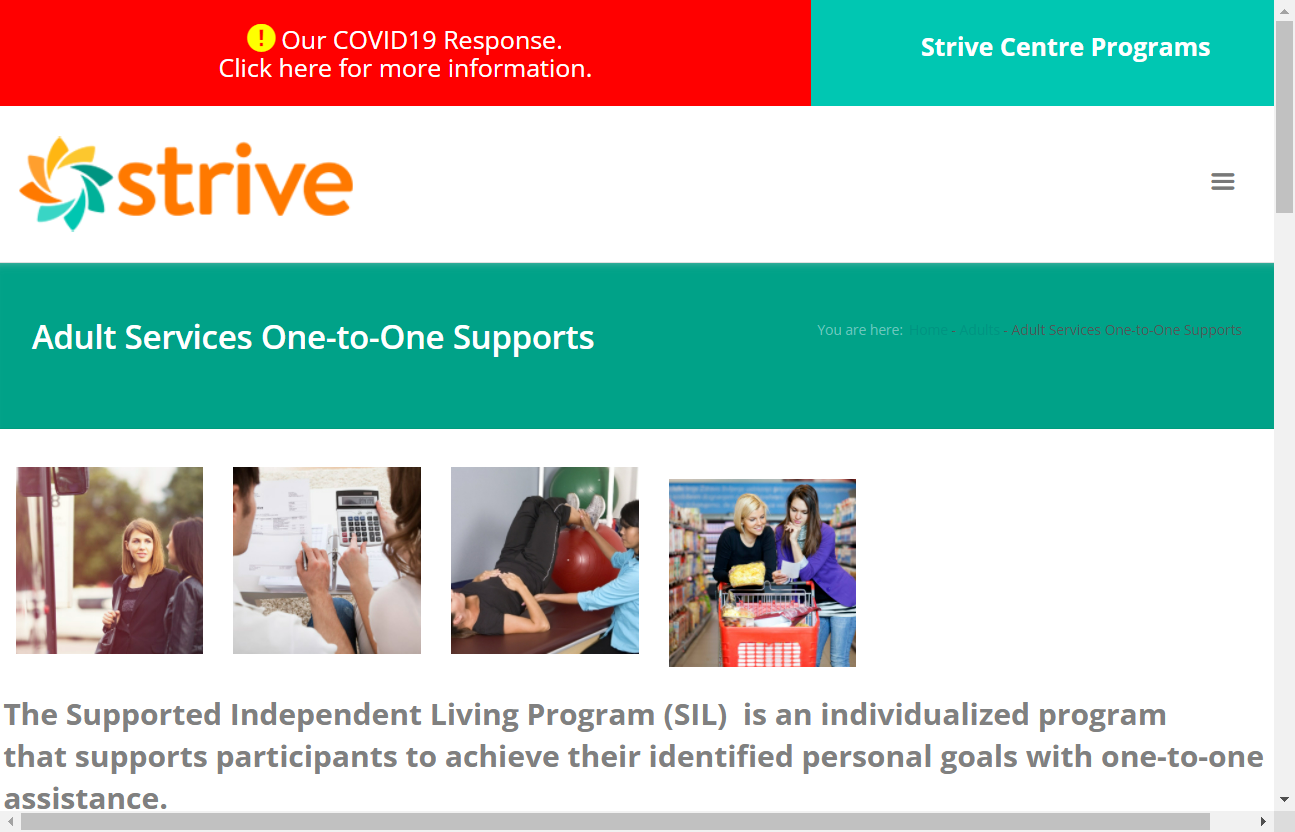 Our COVID19 Response.
Click here for more information.
Strive Centre Programs
strive
Adult Services One-to-One Supports
You are here: Home - Adults - Adult Services One-to-One Supports
The Supported Independent Living Program (SIL) is an individualized program
that supports participants to achieve their identified personal goals with one-to-one
assistance.